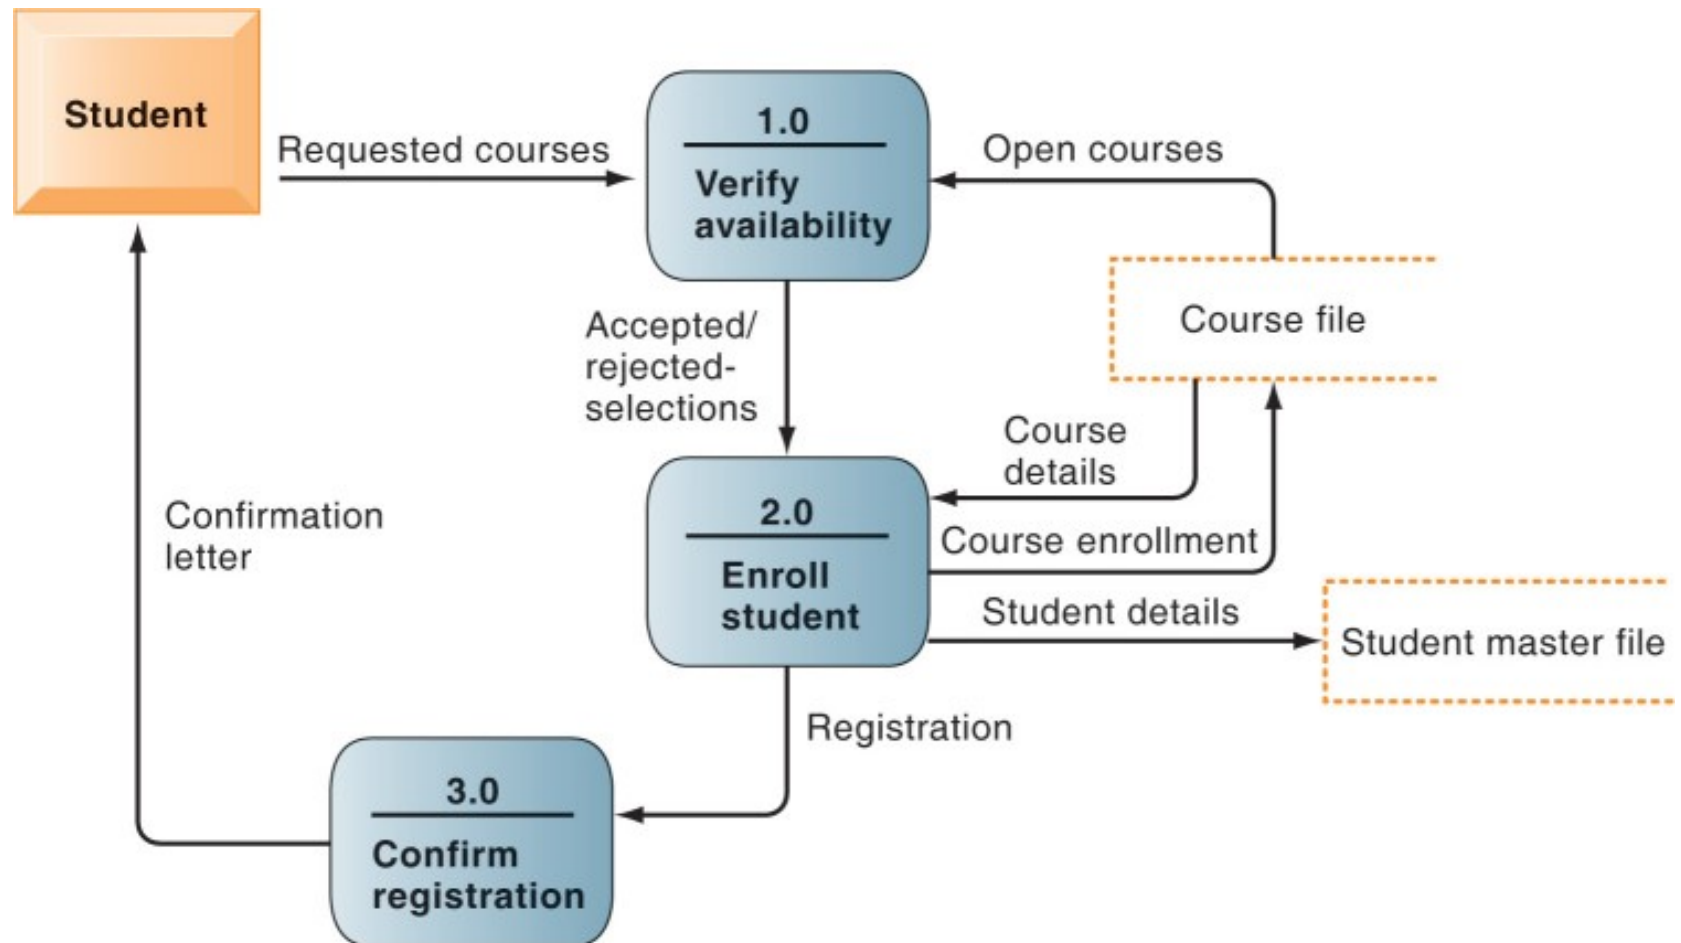 Student
Requested courses
1.0
Verify
availability
Open courses
Course file
Accepted/
rejected-
selections
Course
details
Confirmation
letter
2.0
Enroll
student
Course enrollment
Student details
Student master file
Registration
3.0
Confirm
registration